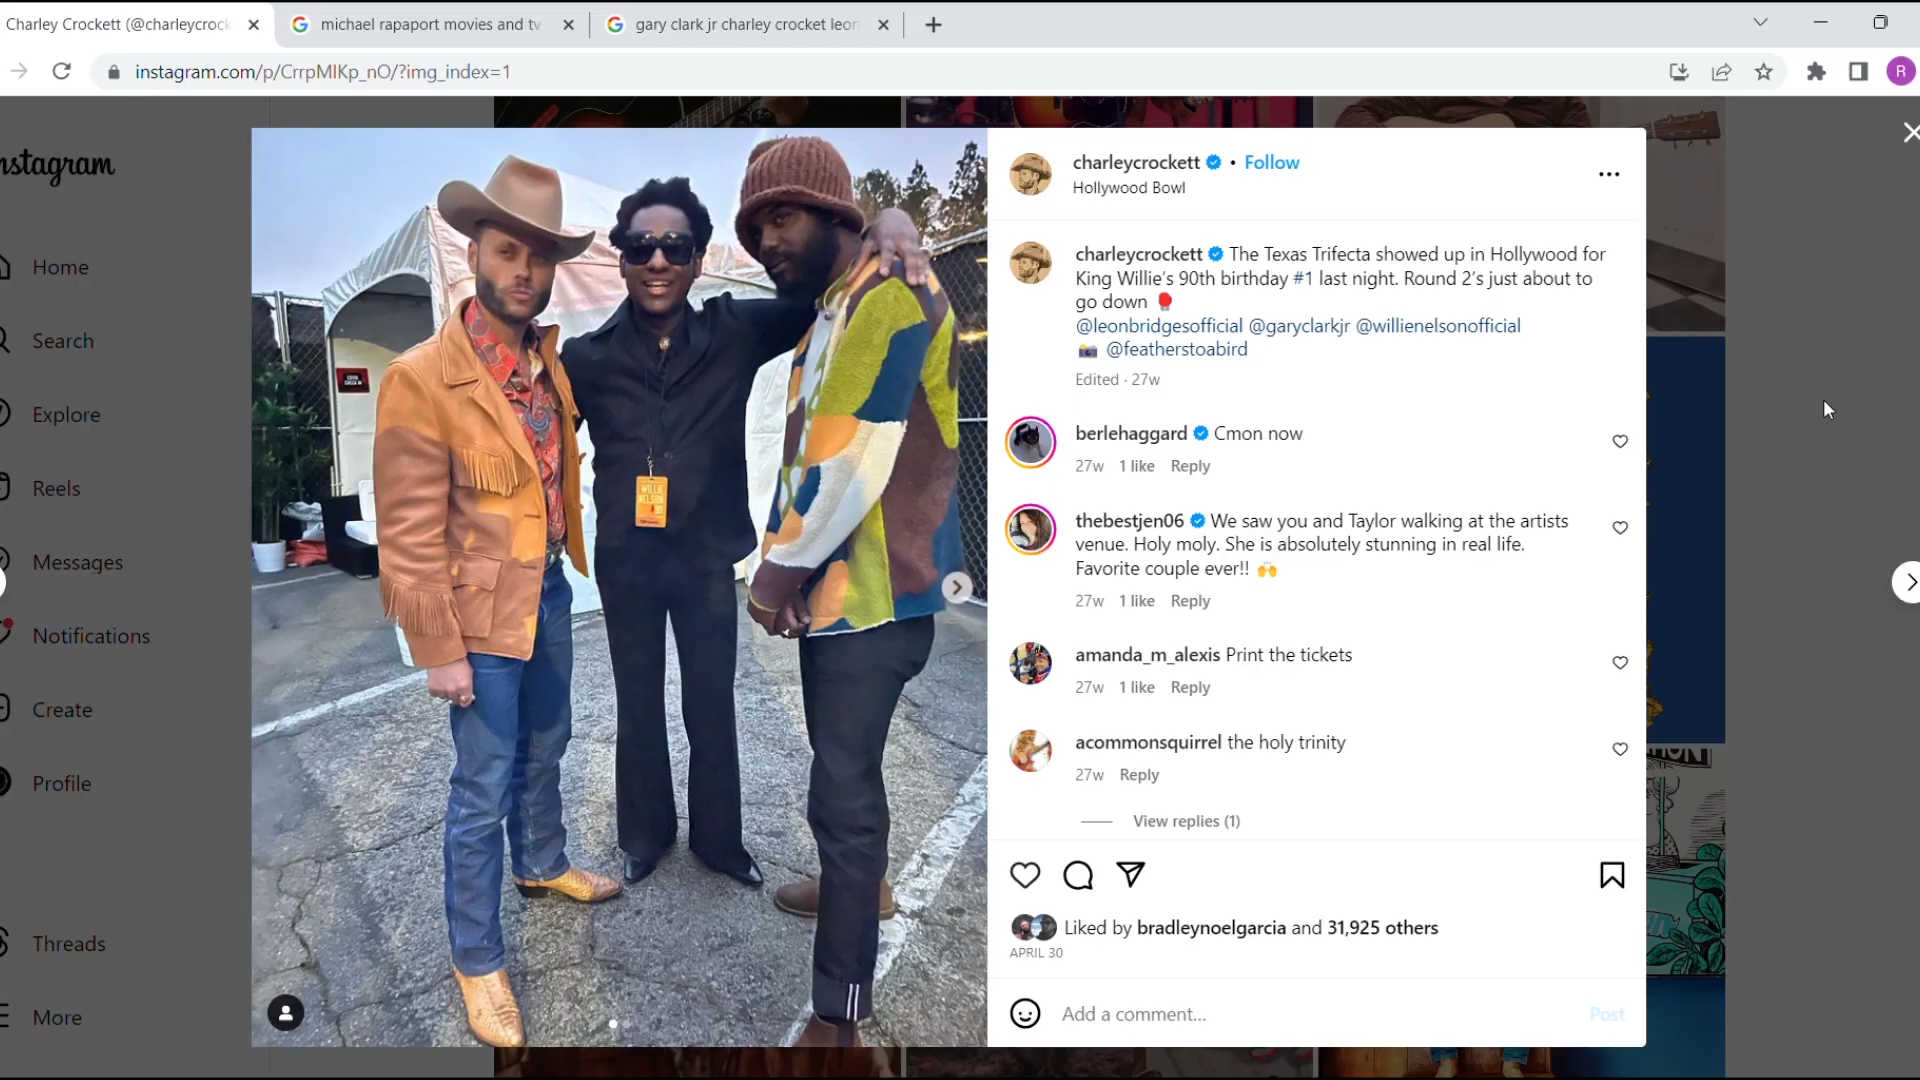 Charley Crockett (@charleycrock
michael rapaport movies and tv
gary clark jr charley crocket leon
instagram.com/p/CrrpMIKp_nO/?img_index=1
R
nstagram
Home
Search
Explore
Reels
Messages
Notifications
Create
Profile
Threads
More
WILLIE
NELSON
charleycrockett • Follow
Hollywood Bowl
•••
charleycrockett The Texas Trifecta showed up in Hollywood for
King Willie’s 90th birthday #1 last night. Round 2’s just about to
go down 🥊
@leonbridgesofficial @garyclarkjr @willienelsonofficial
📸 @featherstoabird
Edited · 27w
berlehaggard Cmon now
27w 1 like Reply
thebestjen06 We saw you and Taylor walking at the artists
venue. Holy moly. She is absolutely stunning in real life.
Favorite couple ever!! 🙌
27w 1 like Reply
amanda_m_alexis Print the tickets
27w 1 like Reply
acommonsquirrel the holy trinity
27w Reply
View replies (1)
Liked by bradleynoelgarcia and 31,925 others
APRIL 30
Add a comment...
Post